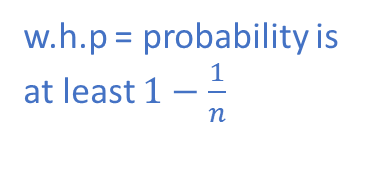 w.h.p = probability is
at least 1 − 1/n